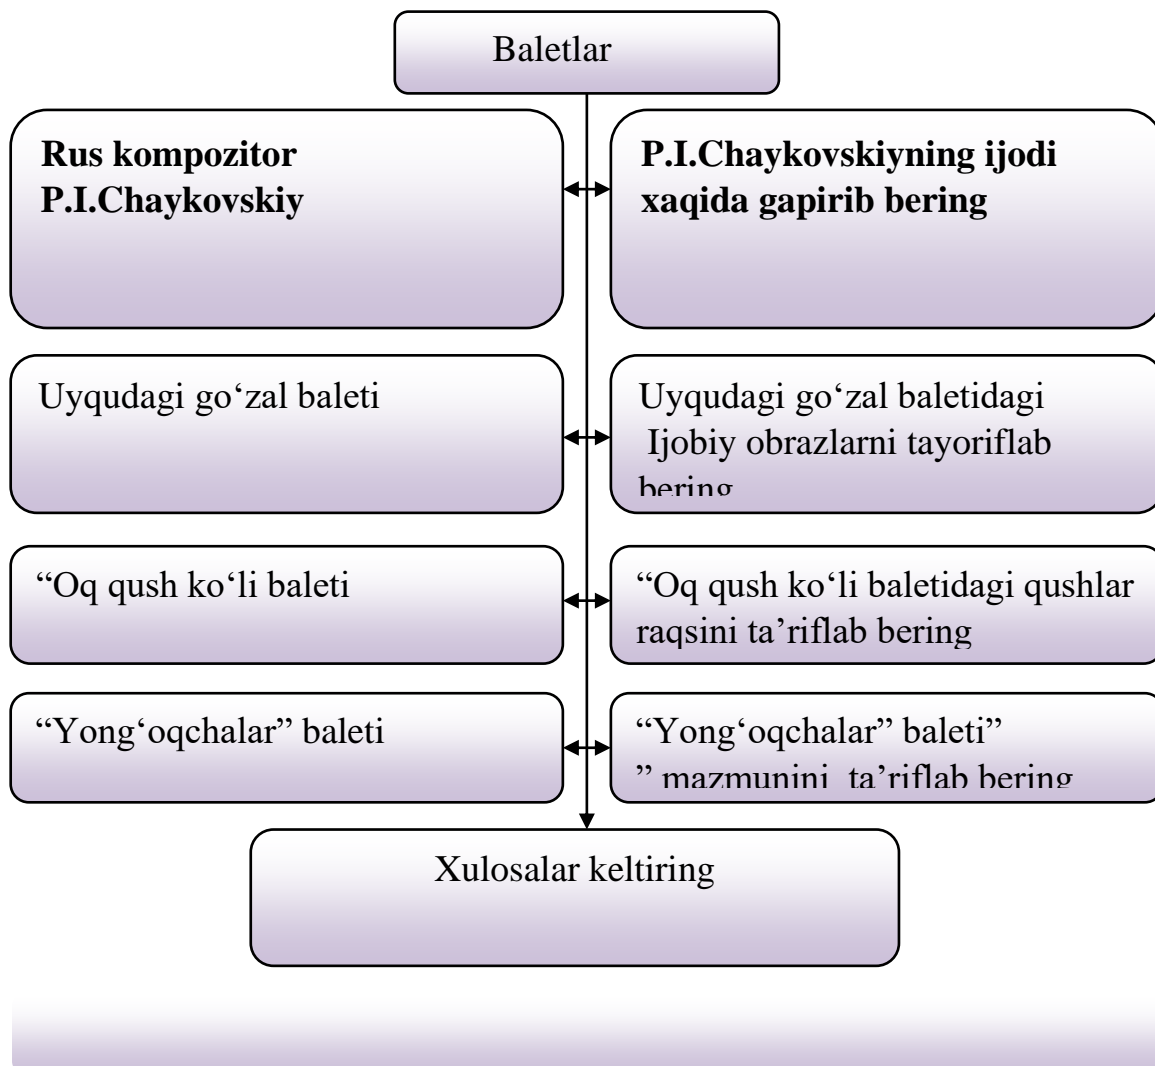 Baletlar
Rus kompozitor
P.I.Chaykovskiy
P.I.Chaykovskiyning ijodi
xaqida gapirib bering
Uyqudagi go‘zal baleti
Uyqudagi go‘zal baletidagi
Ijobiy obrazlarni tayoriflab
bering
“Oq qush ko‘li baleti
“Oq qush ko‘li baletidagi qushlar
raqsini ta’riflab bering
“Yong‘oqchalar” baleti
“Yong‘oqchalar” baleti”
” mazmunini ta’riflab bering
Xulosalar keltiring